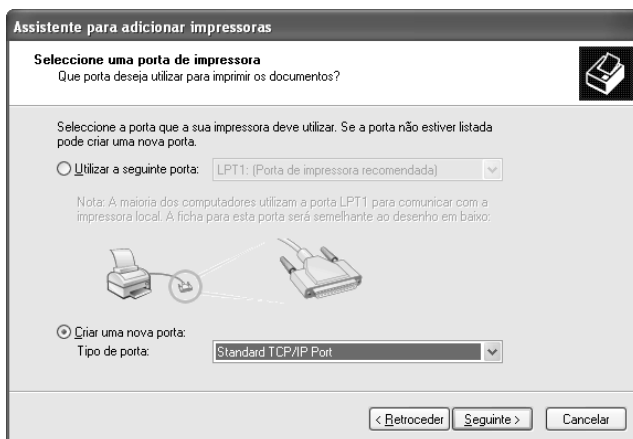 Assistente para adicionar impressoras
Seleccione uma porta de impressora
Que porta deseja utilizar para imprimir os documentos?
Seleccione a porta que a sua impressora deve utilizar. Se a porta não estiver listada
pode criar uma nova porta.
Utilizar a seguinte porta: LPT1: (Porta de impressora recomendada)
Nota: A maioria dos computadores utilizam a porta LPT1 para comunicar com a
impressora local. A ficha para esta porta será semelhante ao desenho em baixo:
Criar uma nova porta:
Tipo de porta: Standard TCP/IP Port
< Retroceder Seguinte > Cancelar